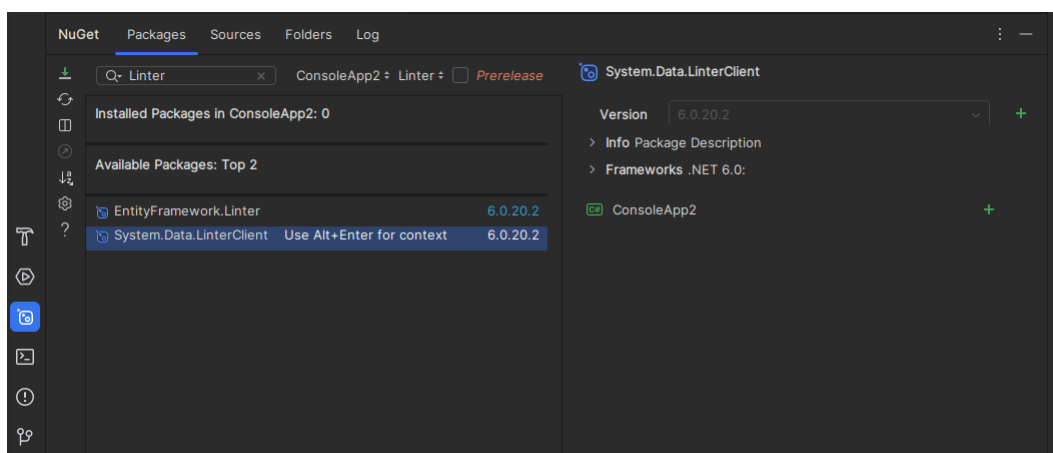 NuGet Packages Sources Folders Log
Linter ConsoleApp2 Linter Prerelease
Installed Packages in ConsoleApp2: 0
Available Packages: Top 2
EntityFramework.Linter 6.0.20.2
System.Data.LinterClient Use Alt+Enter for context 6.0.20.2
System.Data.LinterClient
Version 6.0.20.2
Info Package Description
Frameworks .NET 6.0:
C# ConsoleApp2